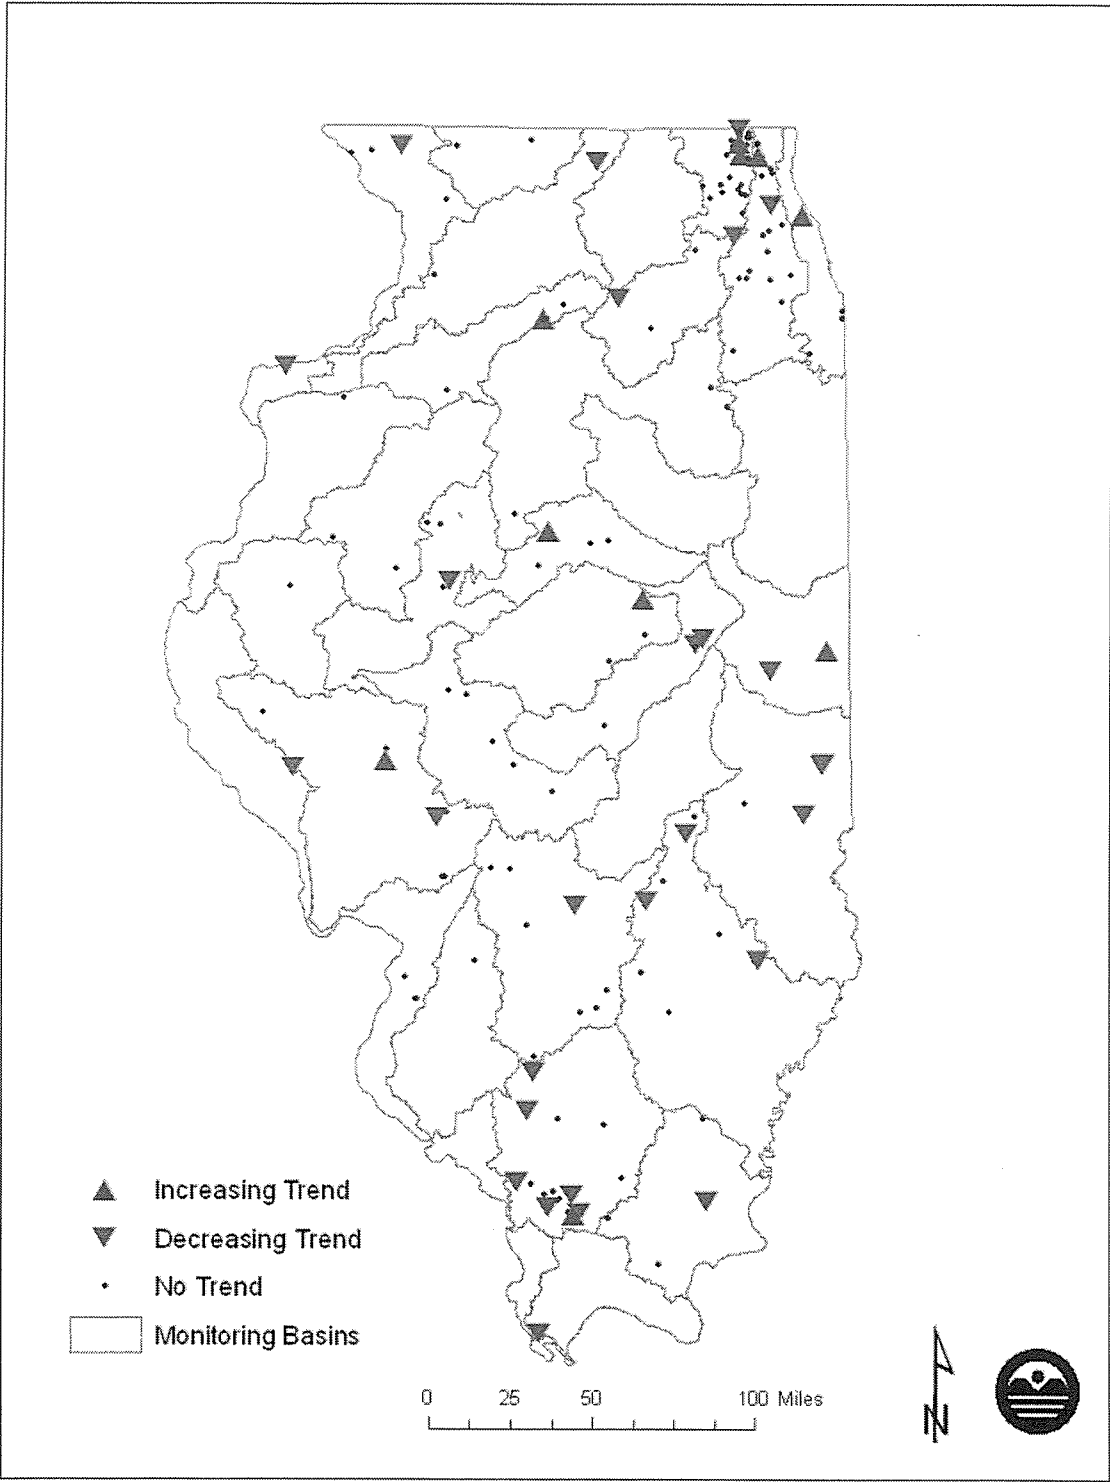 Increasing Trend
Decreasing Trend
No Trend
Monitoring Basins
0 25 50 100 Miles
N